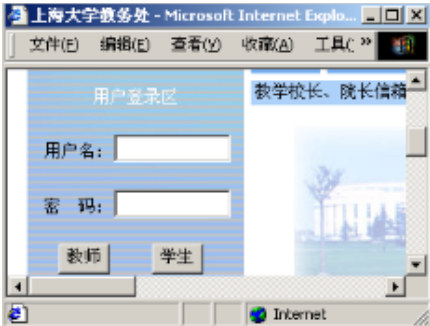 上海大学教务处 - Microsoft Internet Explo...
文件(F) 编辑(E) 查看(V) 收藏(A) 工具( »
用户登录区
教学校长、院长信箱
用户名:
密 码:
教师 学生
Internet